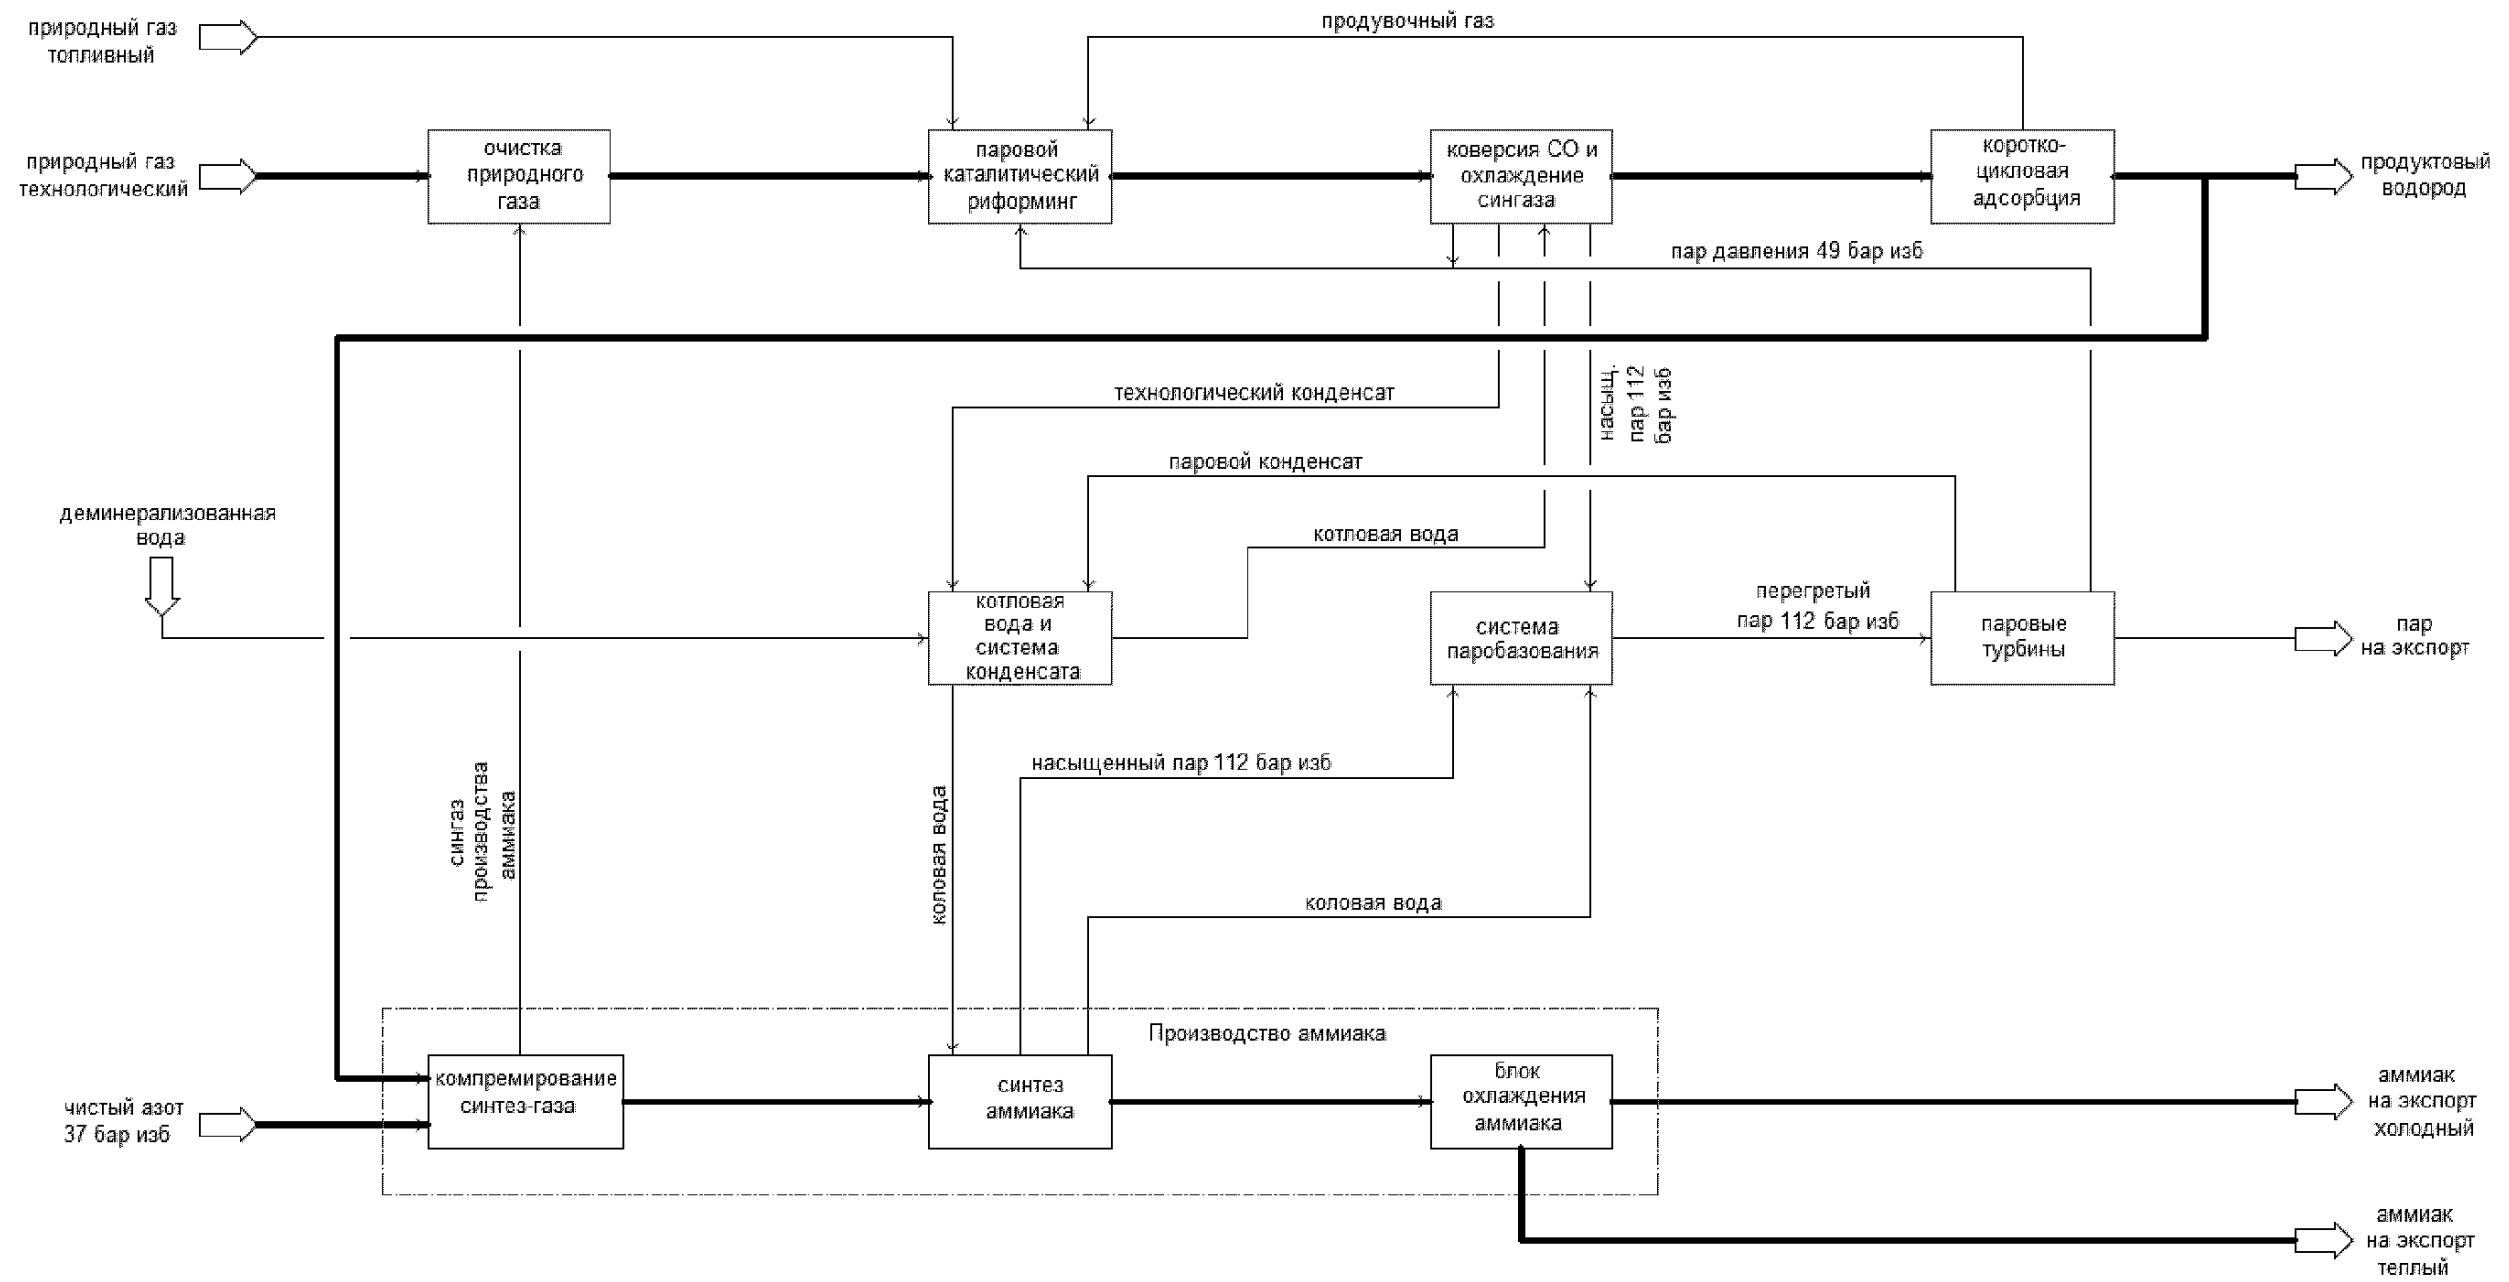 природный газ
топливный
продувочный газ
природный газ
технологический
очистка
природного
газа
паровой
каталитический
риформинг
коверсия СО и
охлаждение
сингаза
коротко-
цикловая
адсорбция
продуктовый
водород
пар давления 49 бар изб
технологический конденсат
насыщ.
пар 112
бар изб
паровой конденсат
деминерализованная
вода
котловая вода
котловая
вода и
система
конденсата
система
паробазования
перегретый
пар 112 бар изб
паровые
турбины
пар
на экспорт
насыщенный пар 112 бар изб
сингаз
производства
аммиака
коловая вода
коловая вода
Производство аммиака
компремирование
синтез-газа
синтез
аммиака
блок
охлаждения
аммиака
чистый азот
37 бар изб
аммиак
на экспорт
холодный
аммиак
на экспорт
теплый